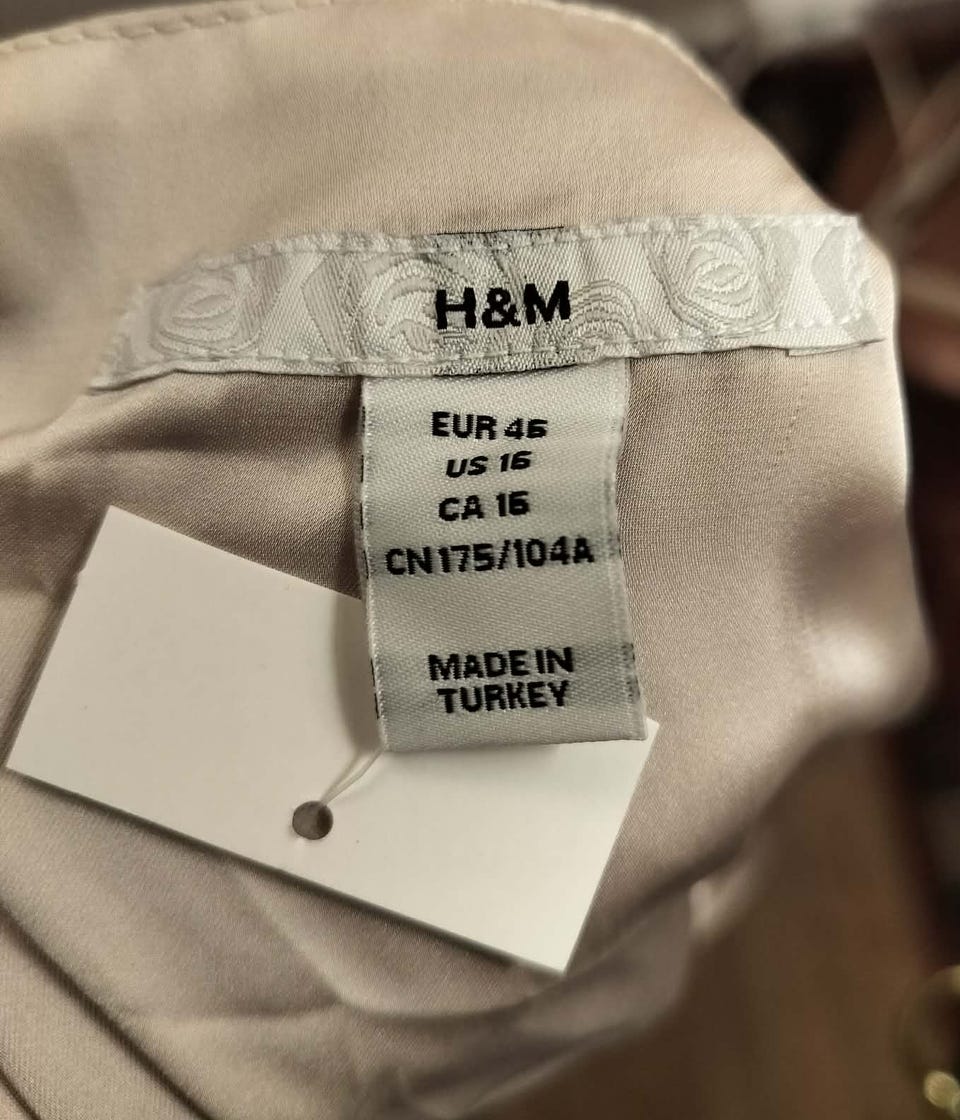 H&M
EUR 46
US 16
CA 16
CN175/104A
MADE IN
TURKEY